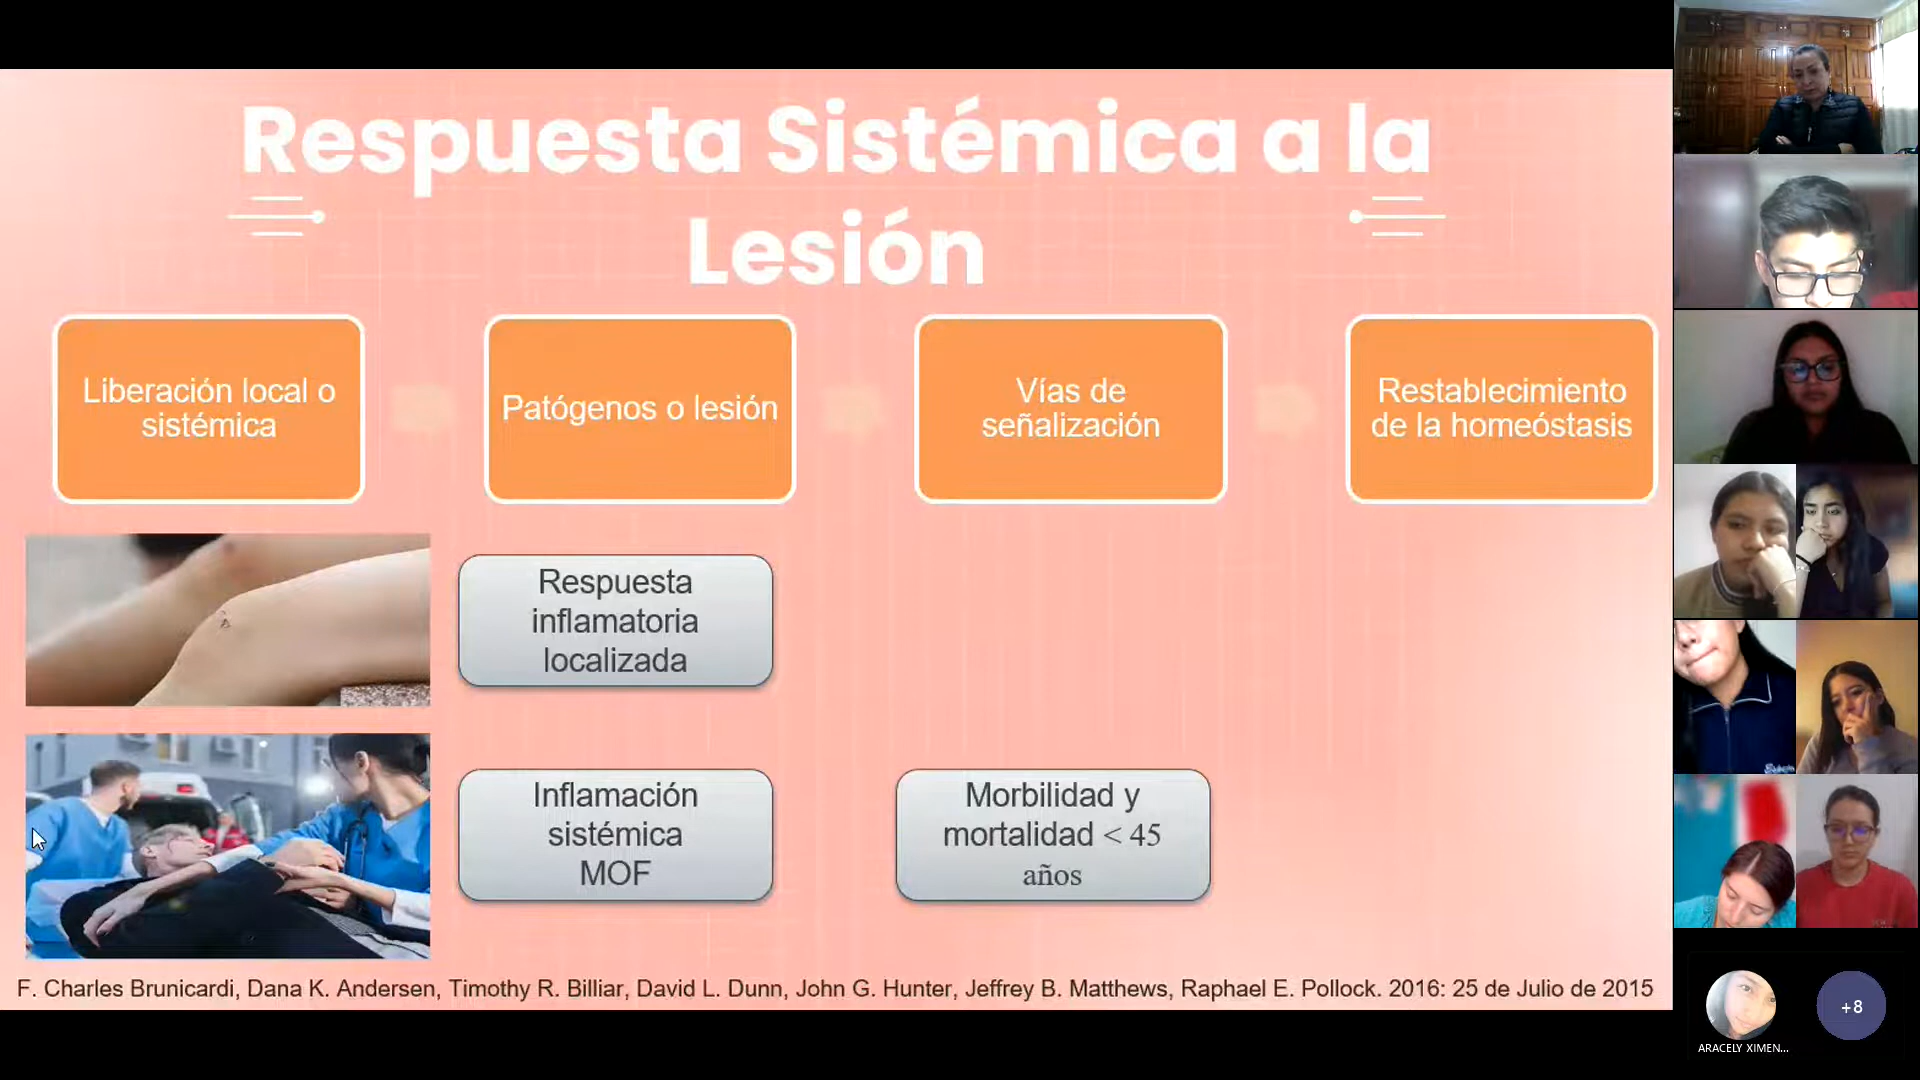 Respuesta Sistémica a la
Lesión
Liberación local o
sistémica
Patógenos o lesión
Vías de
señalización
Restablecimiento
de la homeóstasis
Respuesta
inflamatoria
localizada
Inflamación
sistémica
MOF
Morbilidad y
mortalidad < 45
años
F. Charles Brunicardi, Dana K. Andersen, Timothy R. Billiar, David L. Dunn, John G. Hunter, Jeffrey B. Matthews, Raphael E. Pollock. 2016: 25 de Julio de 2015
+8
ARACELY XIMEN...